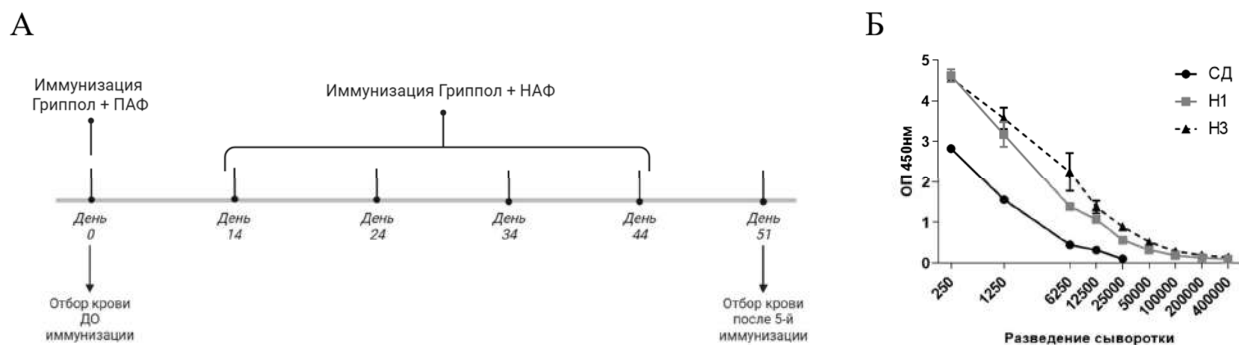 А
Иммунизация
Гриппол + ПАФ
Иммунизация Гриппол + НАФ
День
0
День
14
День
24
День
34
День
44
День
51
Отбор крови
ДО
иммунизации
Отбор крови
после 5-й
иммунизации
Б
ОП 450нм
5
4
3
2
1
0
СД
Н1
Н3
250
1250
6250
12500
25000
50000
100000
200000
400000
Разведение сыворотки